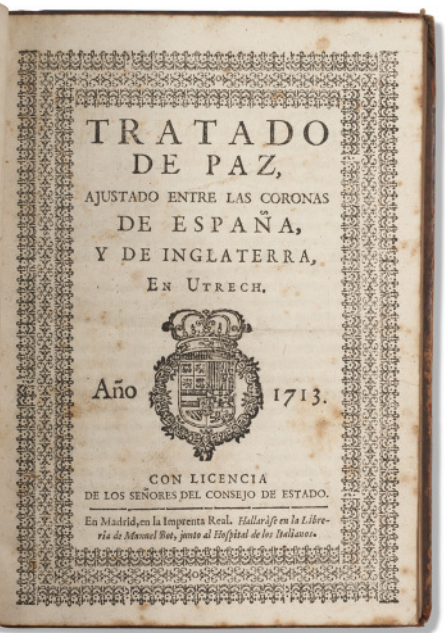 TRATADO
DE PAZ,
AJUSTADO ENTRE LAS CORONAS
DE ESPAÑA,
Y DE INGLATERRA,
EN UTRECH.
Año 1713.
CON LICENCIA
DE LOS SEÑORES DEL CONSEJO DE ESTADO.
En Madrid, en la Imprenta Real. Hallaràse en la Libre-
ria de Manuel Bot, junto al Hospital de los Italianos.